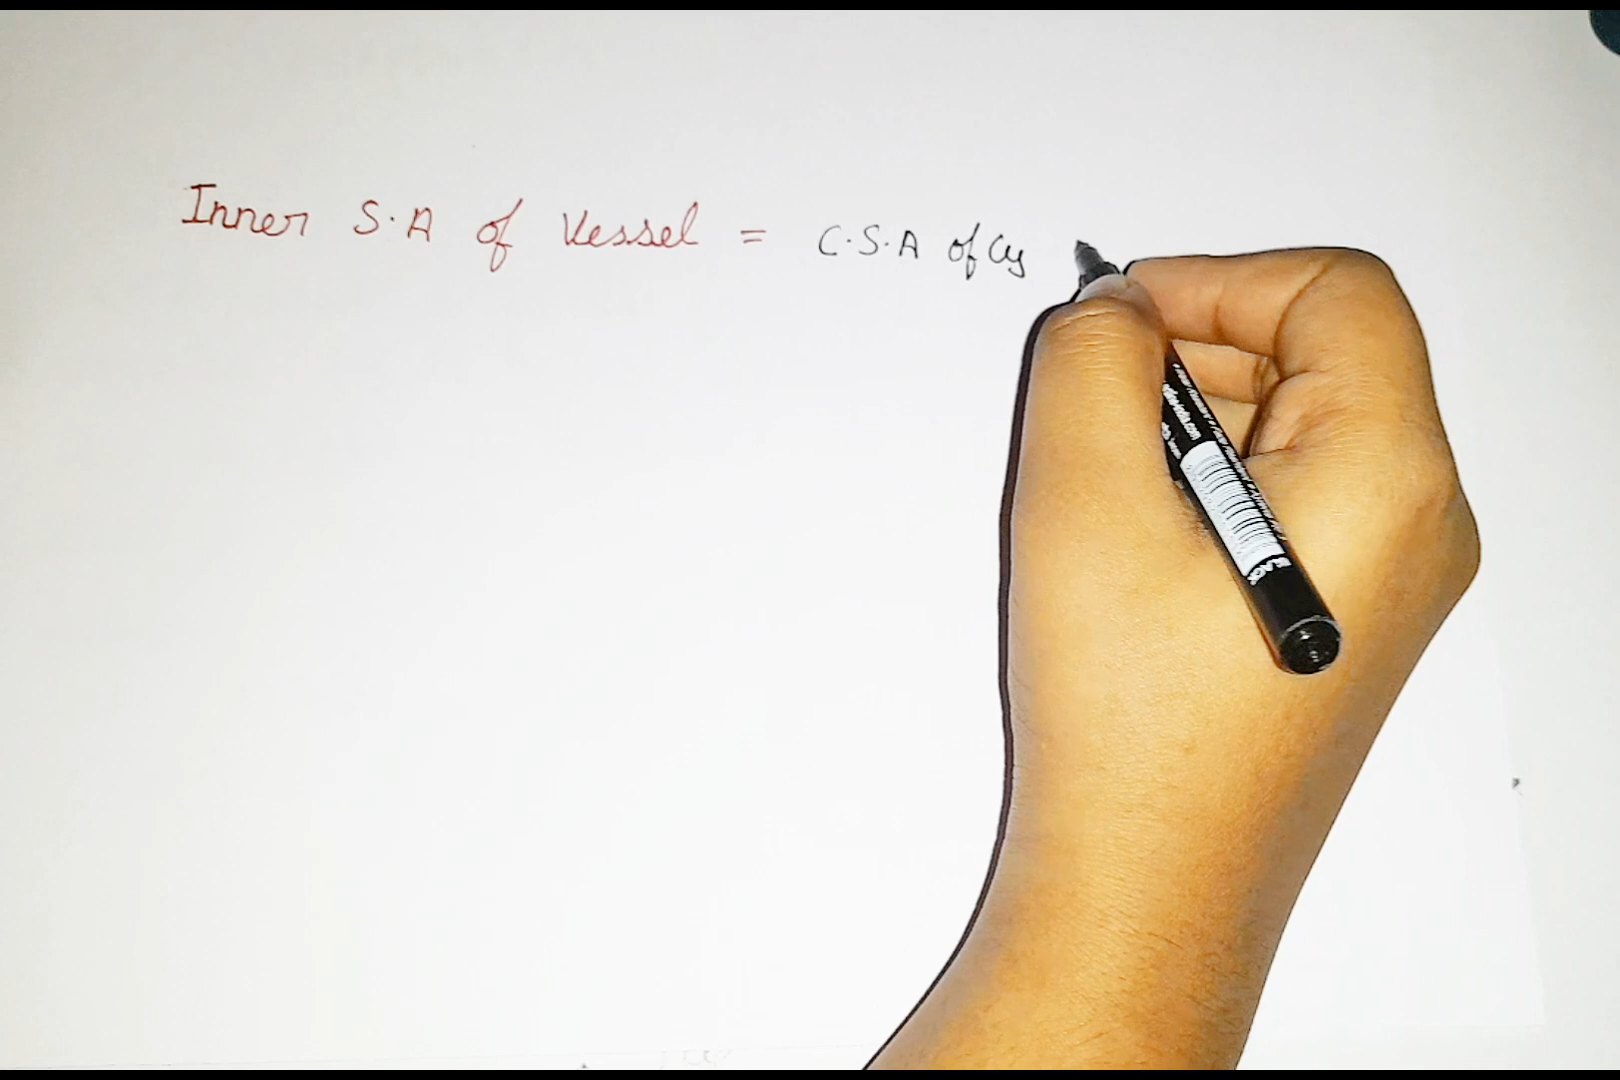 Inner S.A of Vessel = C.S.A of Cy